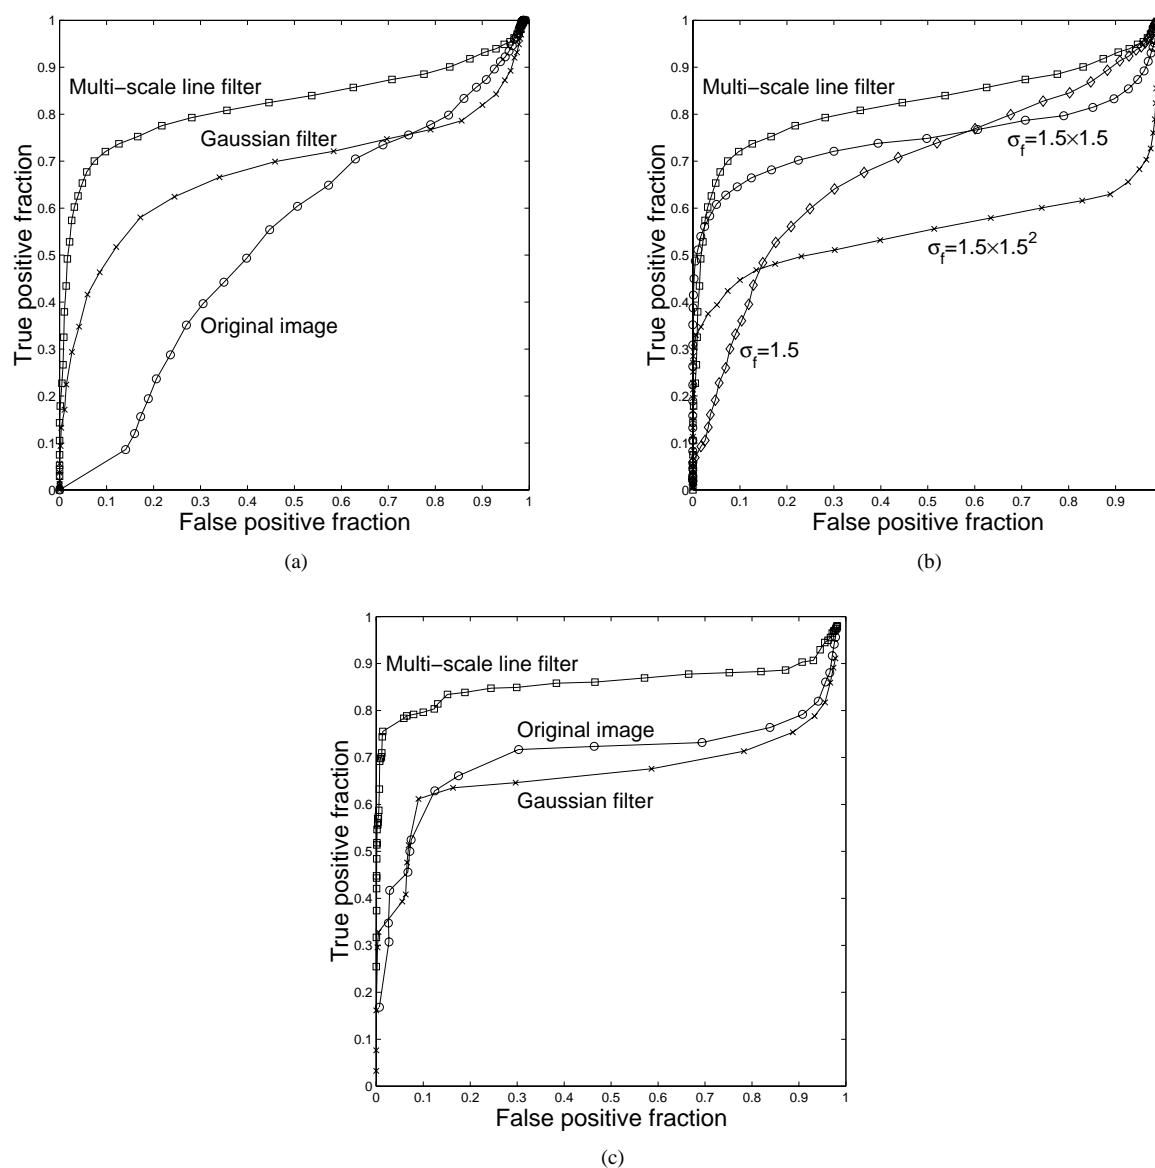 1
0.9
0.8
0.7
0.6
0.5
0.4
0.3
0.2
0.1
0
True positive fraction
Multi−scale line filter
Gaussian filter
Original image
0 0.1 0.2 0.3 0.4 0.5 0.6 0.7 0.8 0.9 1
False positive fraction
(a)
1
0.9
0.8
0.7
0.6
0.5
0.4
0.3
0.2
0.1
0
True positive fraction
Multi−scale line filter
σf=1.5×1.5
σf=1.5×1.5²
σf=1.5
0 0.1 0.2 0.3 0.4 0.5 0.6 0.7 0.8 0.9
False positive fraction
(b)
1
0.9
0.8
0.7
0.6
0.5
0.4
0.3
0.2
0.1
0
True positive fraction
Multi−scale line filter
Original image
Gaussian filter
0 0.1 0.2 0.3 0.4 0.5 0.6 0.7 0.8 0.9 1
False positive fraction
(c)